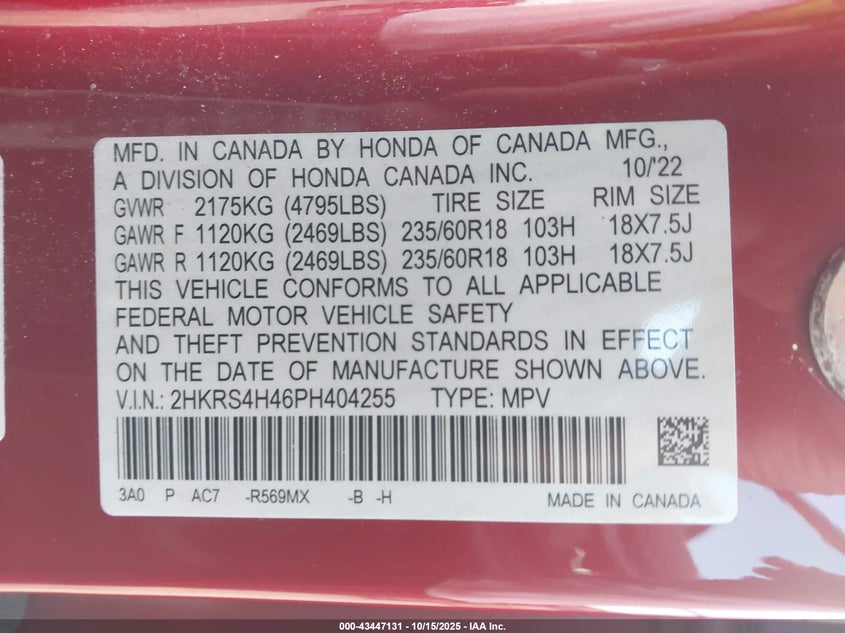 MFD. IN CANADA BY HONDA OF CANADA MFG.,
A DIVISION OF HONDA CANADA INC. 10/'22
GVWR 2175KG (4795LBS) TIRE SIZE RIM SIZE
GAWR F 1120KG (2469LBS) 235/60R18 103H 18X7.5J
GAWR R 1120KG (2469LBS) 235/60R18 103H 18X7.5J
THIS VEHICLE CONFORMS TO ALL APPLICABLE
FEDERAL MOTOR VEHICLE SAFETY
AND THEFT PREVENTION STANDARDS IN EFFECT
ON THE DATE OF MANUFACTURE SHOWN ABOVE.
V.I.N.: 2HKRS4H46PH404255 TYPE: MPV
3A0 P AC7 -R569MX -B -H MADE IN CANADA
000-43447131 - 10/15/2025 - IAA Inc.